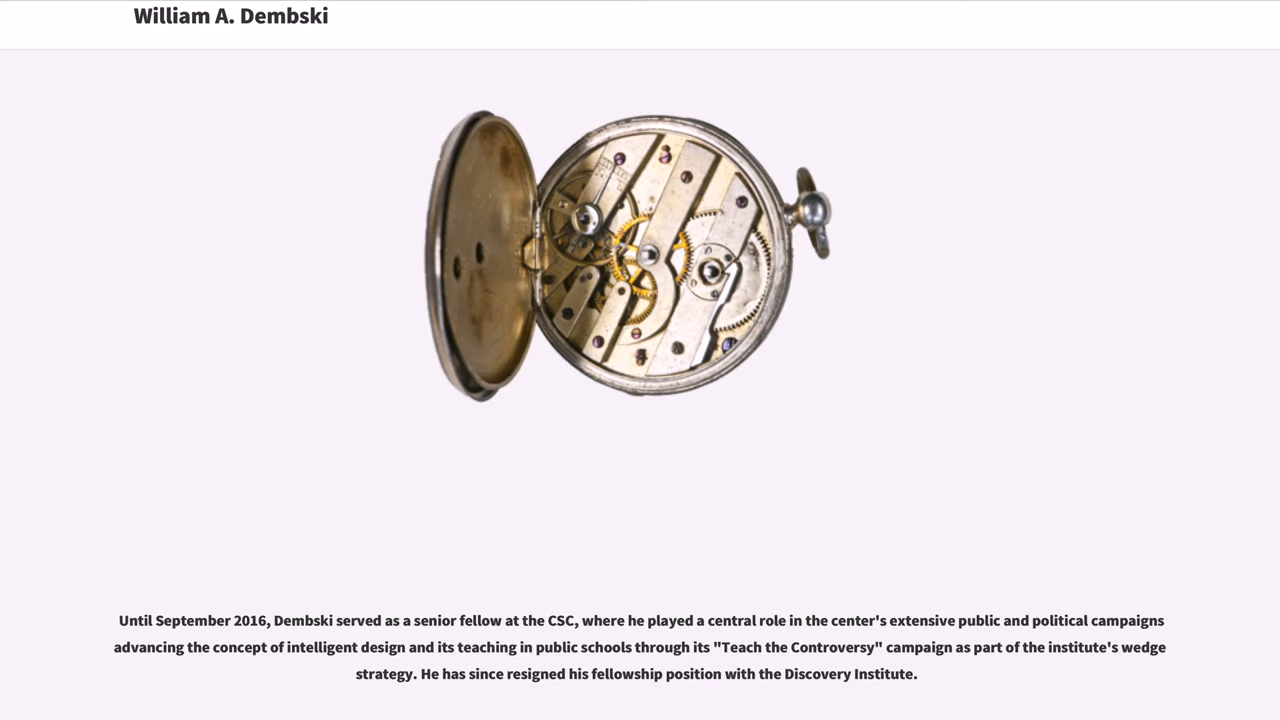 William A. Dembski
Until September 2016, Dembski served as a senior fellow at the CSC, where he played a central role in the center's extensive public and political campaigns
advancing the concept of intelligent design and its teaching in public schools through its "Teach the Controversy" campaign as part of the institute's wedge
strategy. He has since resigned his fellowship position with the Discovery Institute.